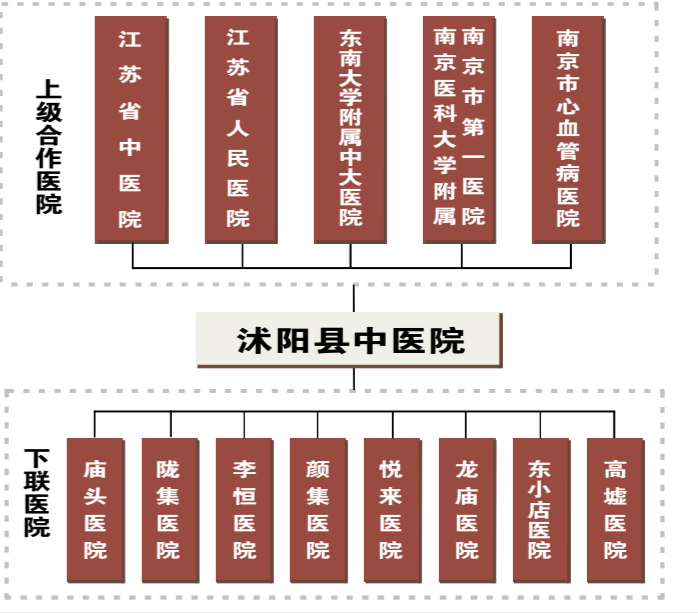 上级合作医院
江苏省中医院
江苏省人民医院
东南大学附属中大医院
南京医科大学附属
南京市第一医院
南京市心血管病医院
沭阳县中医院
下联医院
庙头医院
陇集医院
李恒医院
颜集医院
悦来医院
龙庙医院
东小店医院
高墟医院